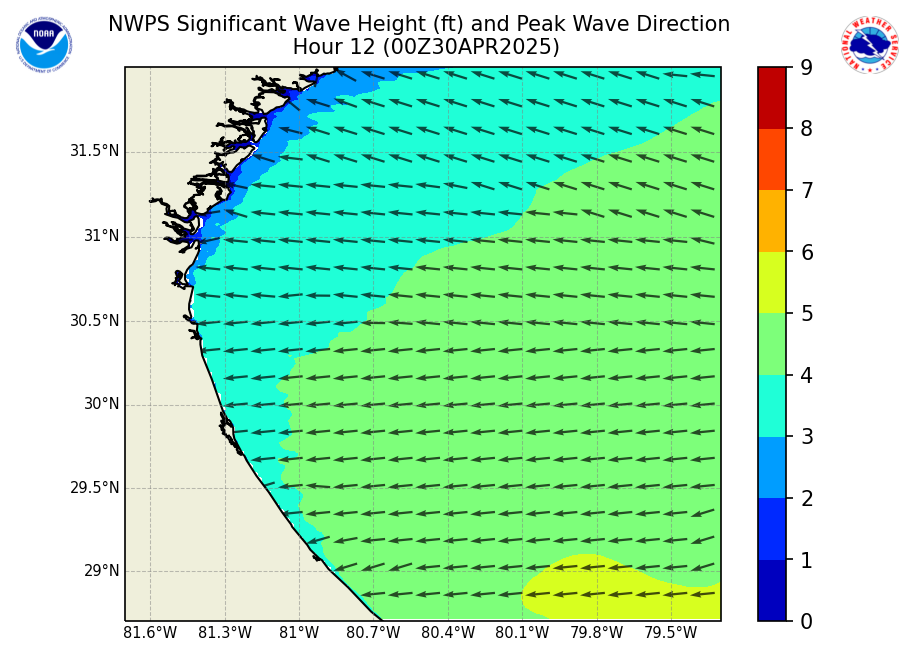 NWPS Significant Wave Height (ft) and Peak Wave Direction
Hour 12 (00Z30APR2025)
NOAA
NATIONAL WEATHER SERVICE
9
8
7
6
5
4
3
2
1
0
31.5°N
31°N
30.5°N
30°N
29.5°N
29°N
81.6°W 81.3°W 81°W 80.7°W 80.4°W 80.1°W 79.8°W 79.5°W